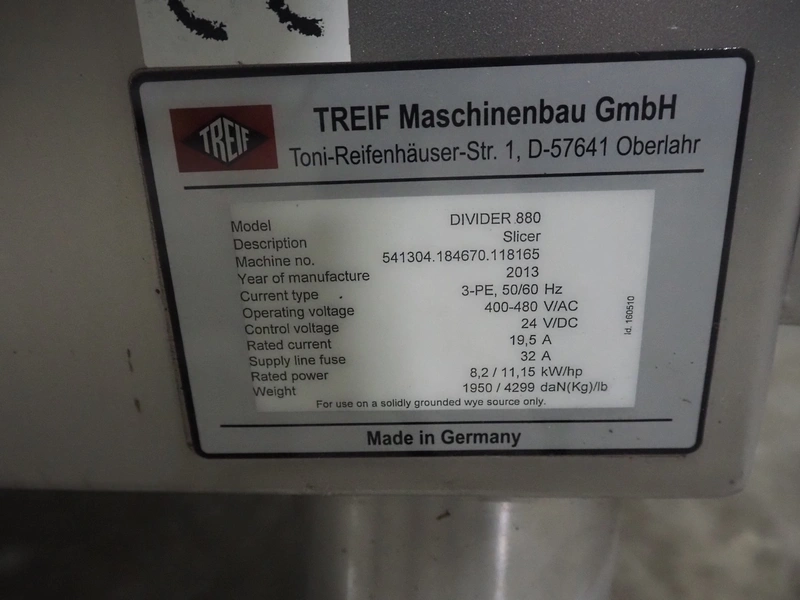 TREIF
TREIF Maschinenbau GmbH
Toni-Reifenhäuser-Str. 1, D-57641 Oberlahr
Model DIVIDER 880
Description Slicer
Machine no. 541304.184670.118165
Year of manufacture 2013
Current type 3-PE, 50/60 Hz
Operating voltage 400-480 V/AC
Control voltage 24 V/DC
Rated current 19,5 A
Supply line fuse 32 A
Rated power 8,2 / 11,15 kW/hp
Weight 1950 / 4299 daN(Kg)/lb
For use on a solidly grounded wye source only.
Id. 160510
Made in Germany